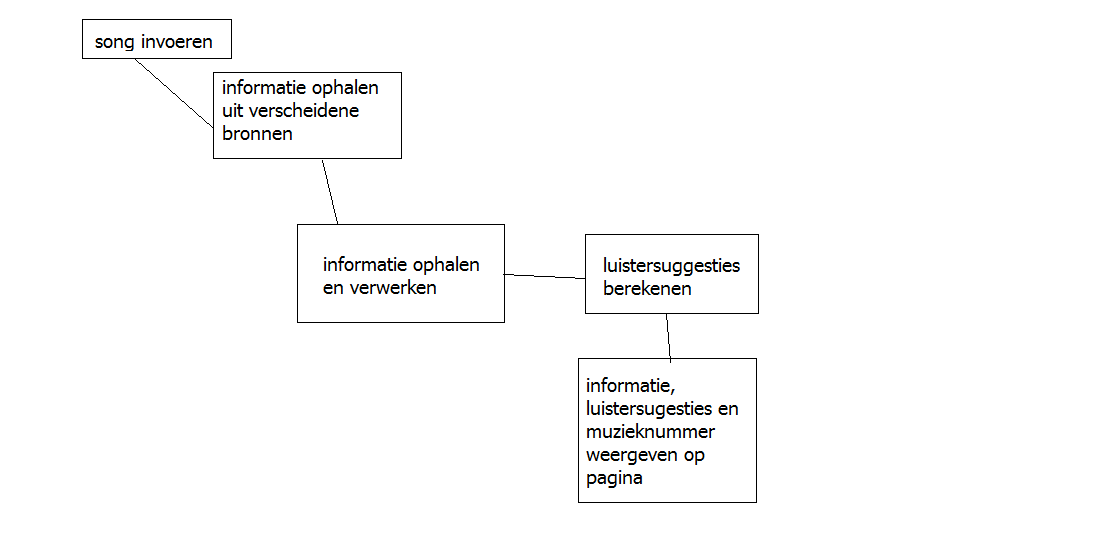 song invoeren
informatie ophalen
uit verscheidene
bronnen
informatie ophalen
en verwerken
luistersuggesties
berekenen
informatie,
luistersugesties en
muzieknummer
weergeven op
pagina